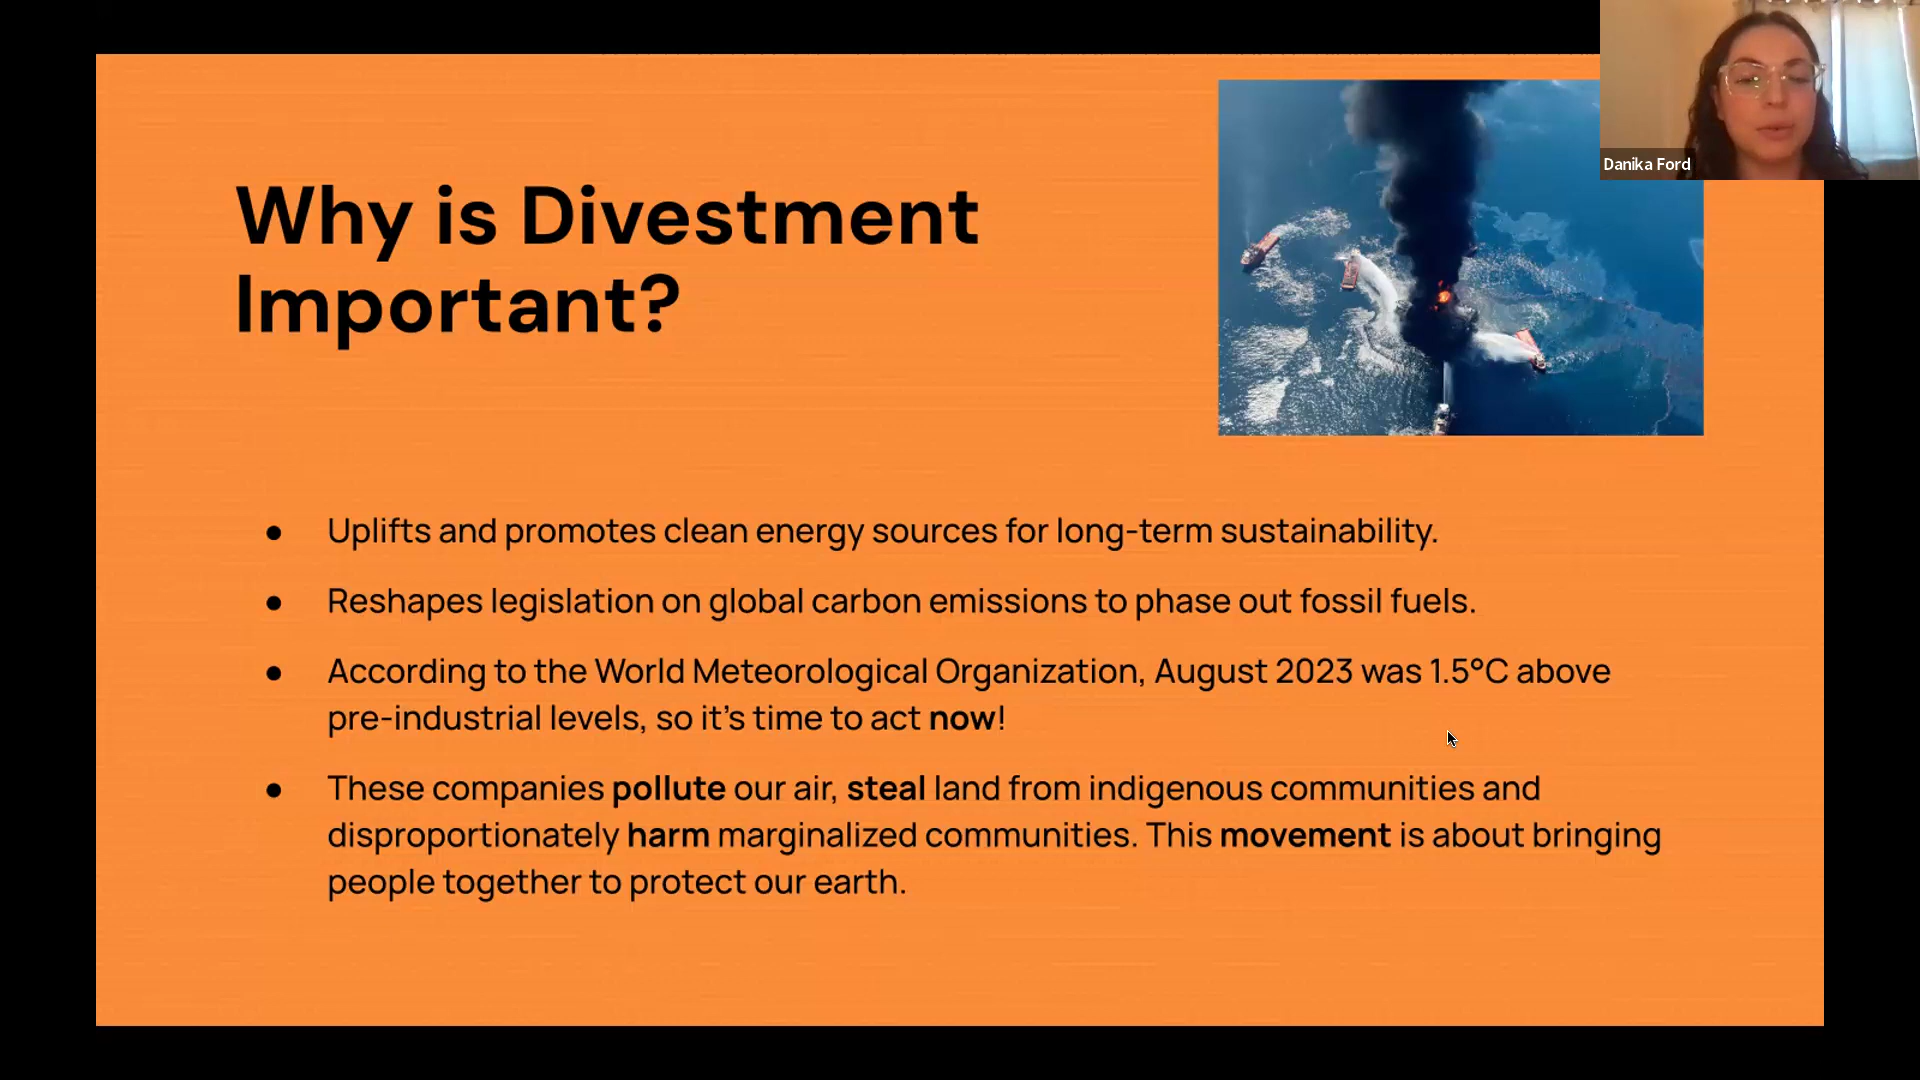 Danika Ford
Why is Divestment
Important?
● Uplifts and promotes clean energy sources for long-term sustainability.
● Reshapes legislation on global carbon emissions to phase out fossil fuels.
● According to the World Meteorological Organization, August 2023 was 1.5°C above
pre-industrial levels, so it’s time to act now!
● These companies pollute our air, steal land from indigenous communities and
disproportionately harm marginalized communities. This movement is about bringing
people together to protect our earth.